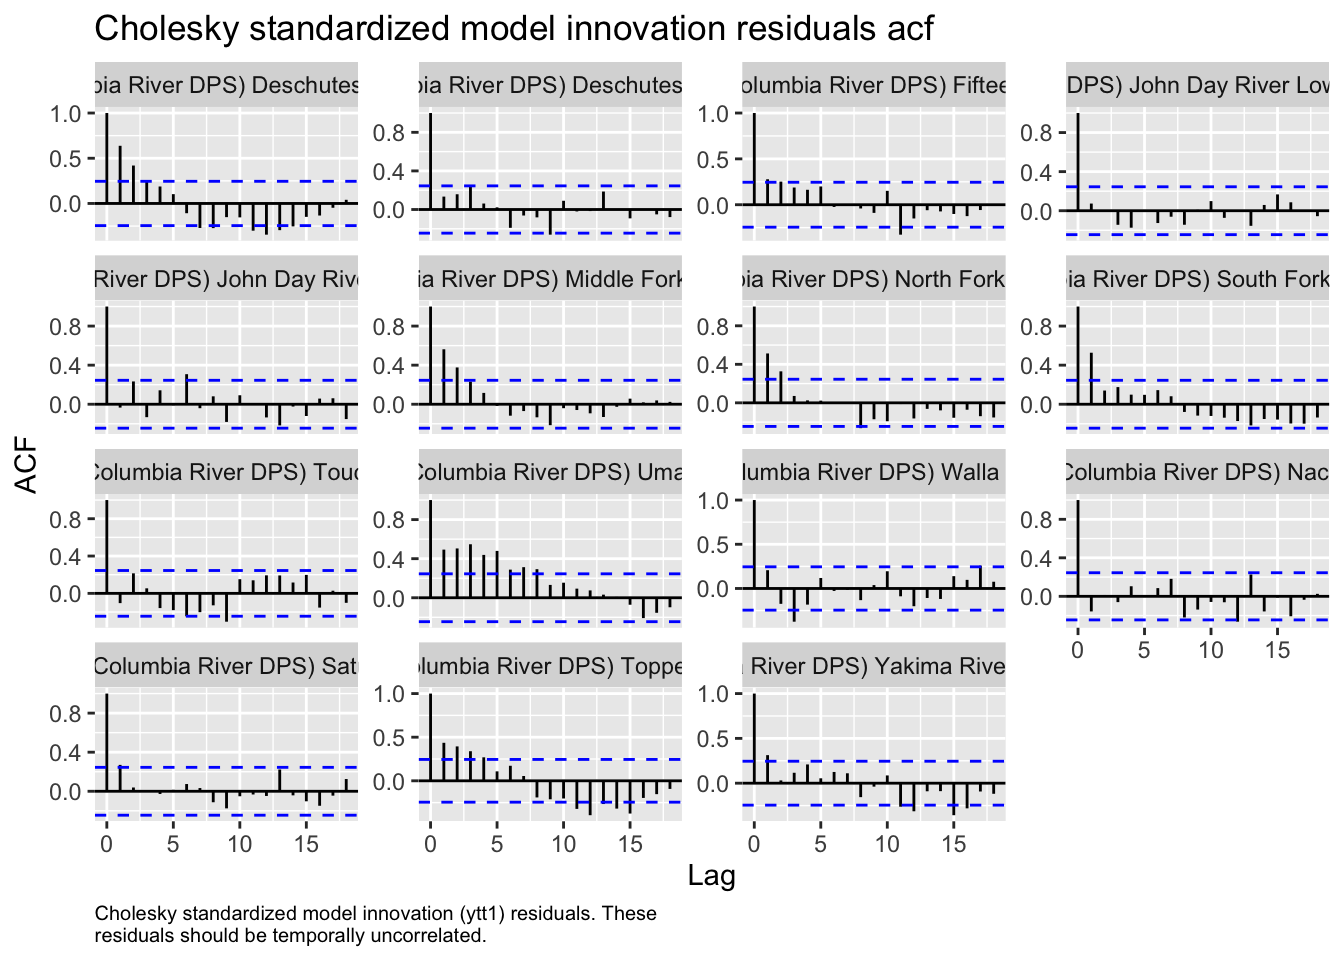 Cholesky standardized model innovation residuals acf
bia River DPS) Deschutes
bia River DPS) Deschutes
olumbia River DPS) Fiftee
DPS) John Day River Low
1.0
0.5
0.0
0.8
0.4
0.0
1.0
0.5
0.0
0.8
0.4
0.0
River DPS) John Day Rive
ia River DPS) Middle Fork
bia River DPS) North Fork
ia River DPS) South Fork
0.8
0.4
0.0
0.8
0.4
0.0
0.8
0.4
0.0
0.8
0.4
0.0
ACF
Columbia River DPS) Touc
Columbia River DPS) Uma
lumbia River DPS) Walla
Columbia River DPS) Nac
0.8
0.4
0.0
0.8
0.4
0.0
1.0
0.5
0.0
0.8
0.4
0.0
0 5 10 15
Columbia River DPS) Satu
olumbia River DPS) Toppe
River DPS) Yakima Rive
0.8
0.4
0.0
1.0
0.5
0.0
1.0
0.5
0.0
0 5 10 15
0 5 10 15
0 5 10 15
Lag
Cholesky standardized model innovation (ytt1) residuals. These
residuals should be temporally uncorrelated.